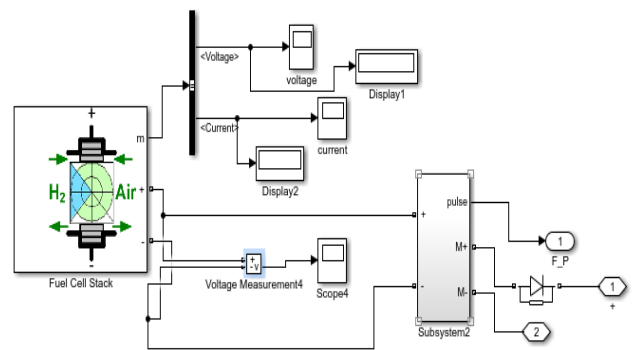 <Voltage>
voltage
Display1
+
m
<Current>
current
H2 Air
+
Display2
-
-
Fuel Cell Stack
+
-v
Voltage Measurement4
Scope4
+
pulse
M+
-
M-
Subsystem2
1
F_P
1
+
2